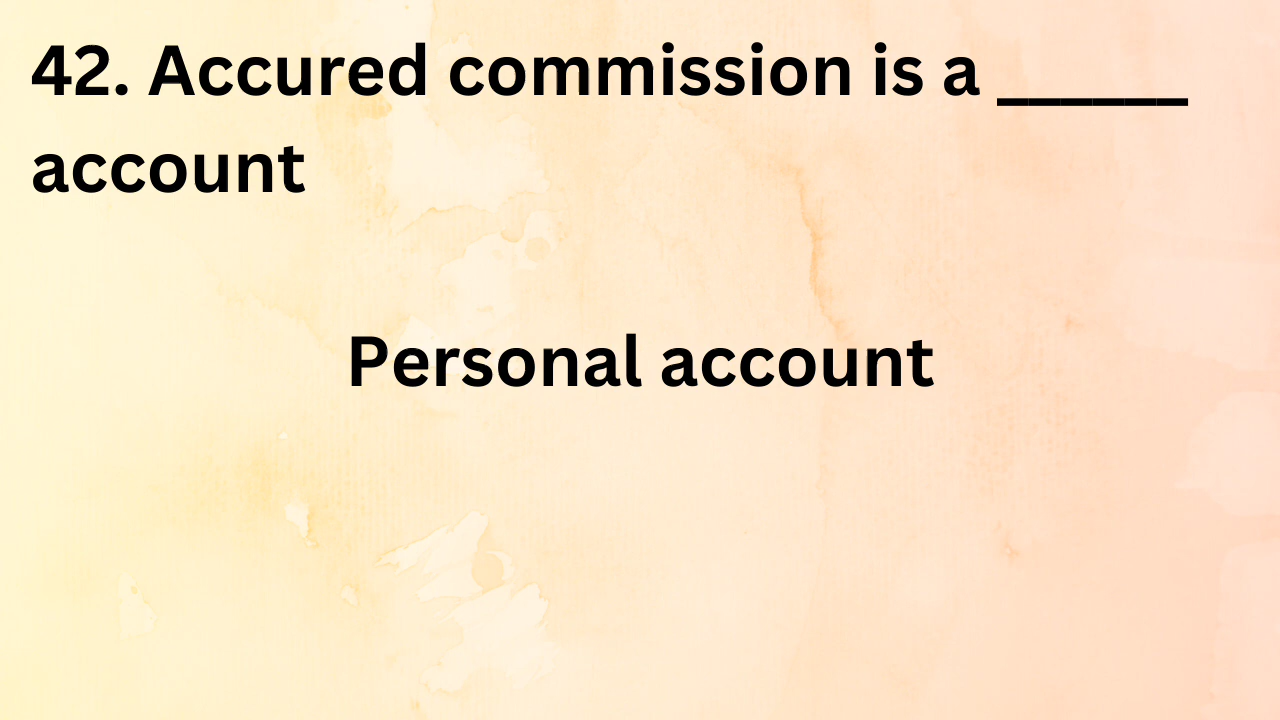 42. Accured commission is a ______
account
Personal account